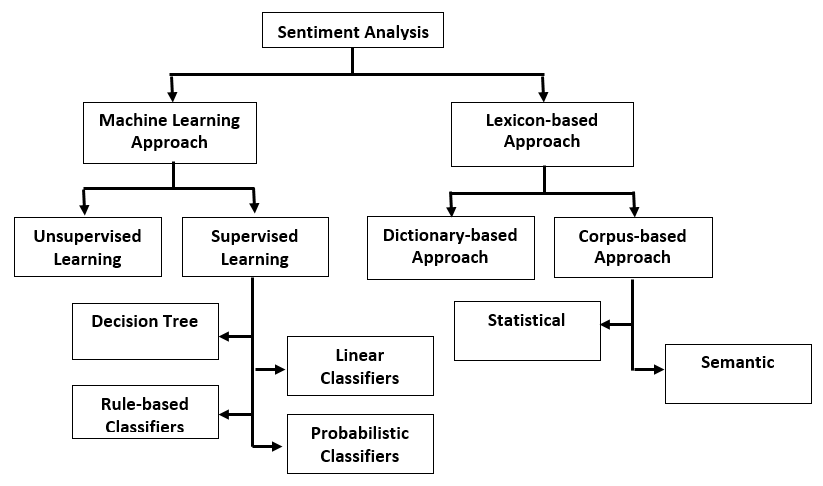 Sentiment Analysis
Machine Learning
Approach
Lexicon-based
Approach
Unsupervised
Learning
Supervised
Learning
Dictionary-based
Approach
Corpus-based
Approach
Decision Tree
Linear
Classifiers
Rule-based
Classifiers
Probabilistic
Classifiers
Statistical
Semantic